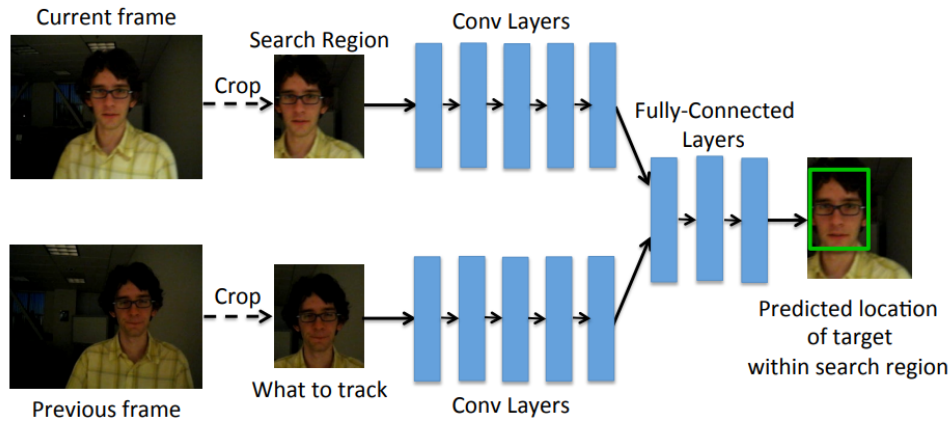 Current frame
Crop
Search Region
Conv Layers
Fully-Connected
Layers
Previous frame
Crop
What to track
Conv Layers
Predicted location
of target
within search region